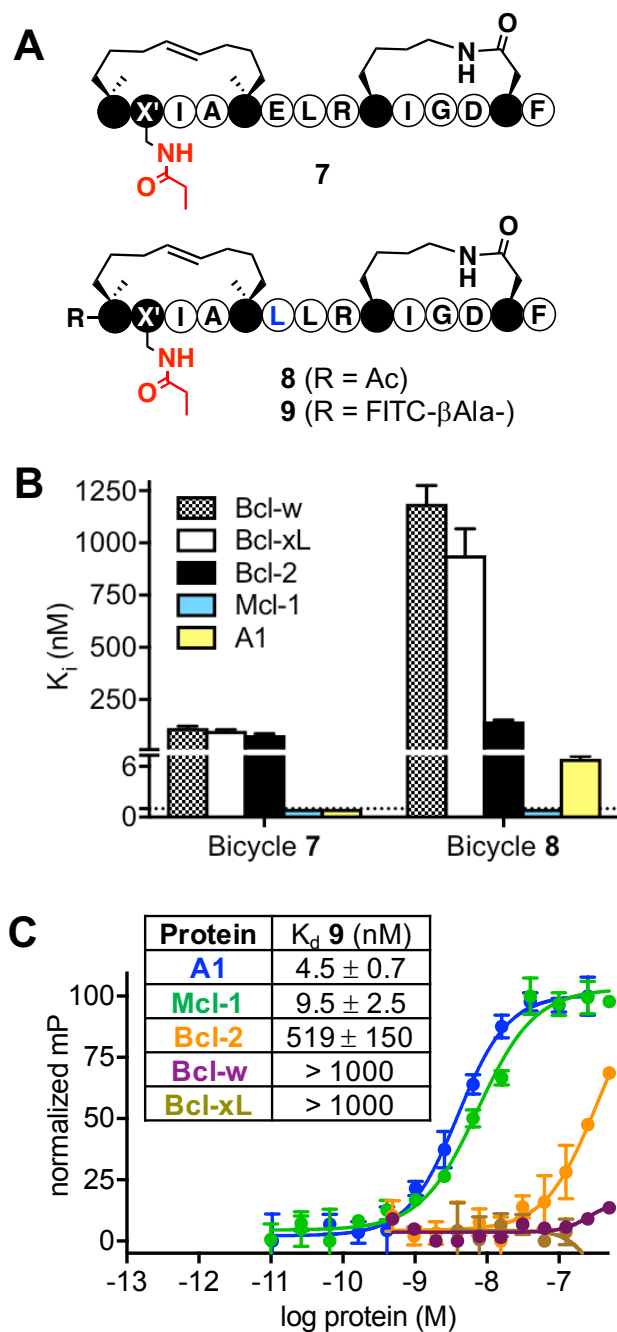 A
O
N
H
X' I A E L R I G D F
NH
O
7
O
N
H
R X' I A L L R I G D F
NH
O
8 (R = Ac)
9 (R = FITC-βAla-)
B
1250
1000
750
500
250
6
0
Ki (nM)
Bcl-w
Bcl-xL
Bcl-2
Mcl-1
A1
Bicycle 7 Bicycle 8
C
Protein Kd 9 (nM)
A1 4.5 ± 0.7
Mcl-1 9.5 ± 2.5
Bcl-2 519 ± 150
Bcl-w > 1000
Bcl-xL > 1000
100
75
50
25
0
normalized mP
-13 -12 -11 -10 -9 -8 -7
log protein (M)